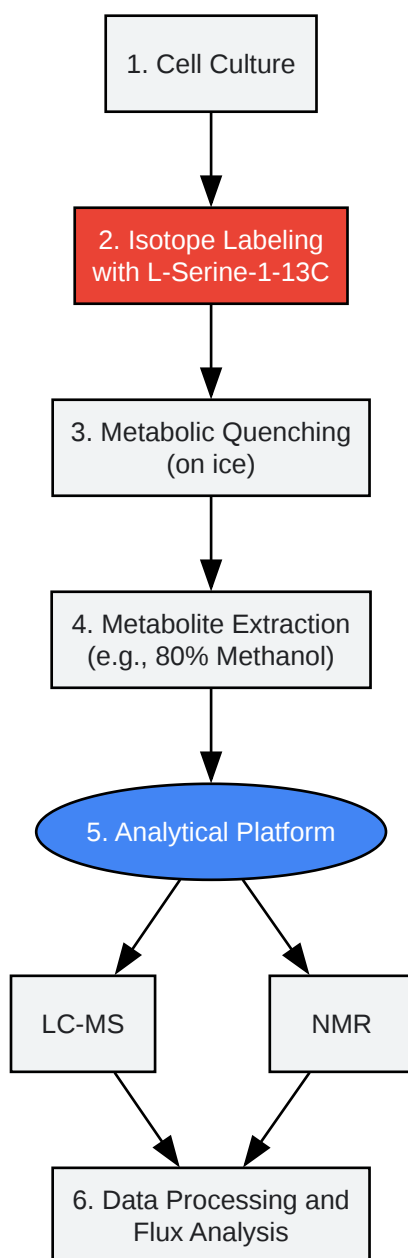 1. Cell Culture
2. Isotope Labeling
with L-Serine-1-13C
3. Metabolic Quenching
(on ice)
4. Metabolite Extraction
(e.g., 80% Methanol)
5. Analytical Platform
LC-MS
NMR
6. Data Processing and
Flux Analysis